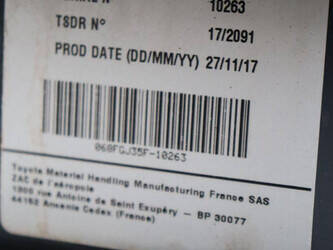 10263
TSDR N° 17/2091
PROD DATE (DD/MM/YY) 27/11/17
068FGJ35F-10263
Toyota Material Handling Manufacturing France SAS
ZAC de l'aéropole
1300 rue Antoine de Saint Exupéry – BP 30077
44152 Ancenis Cedex (France)